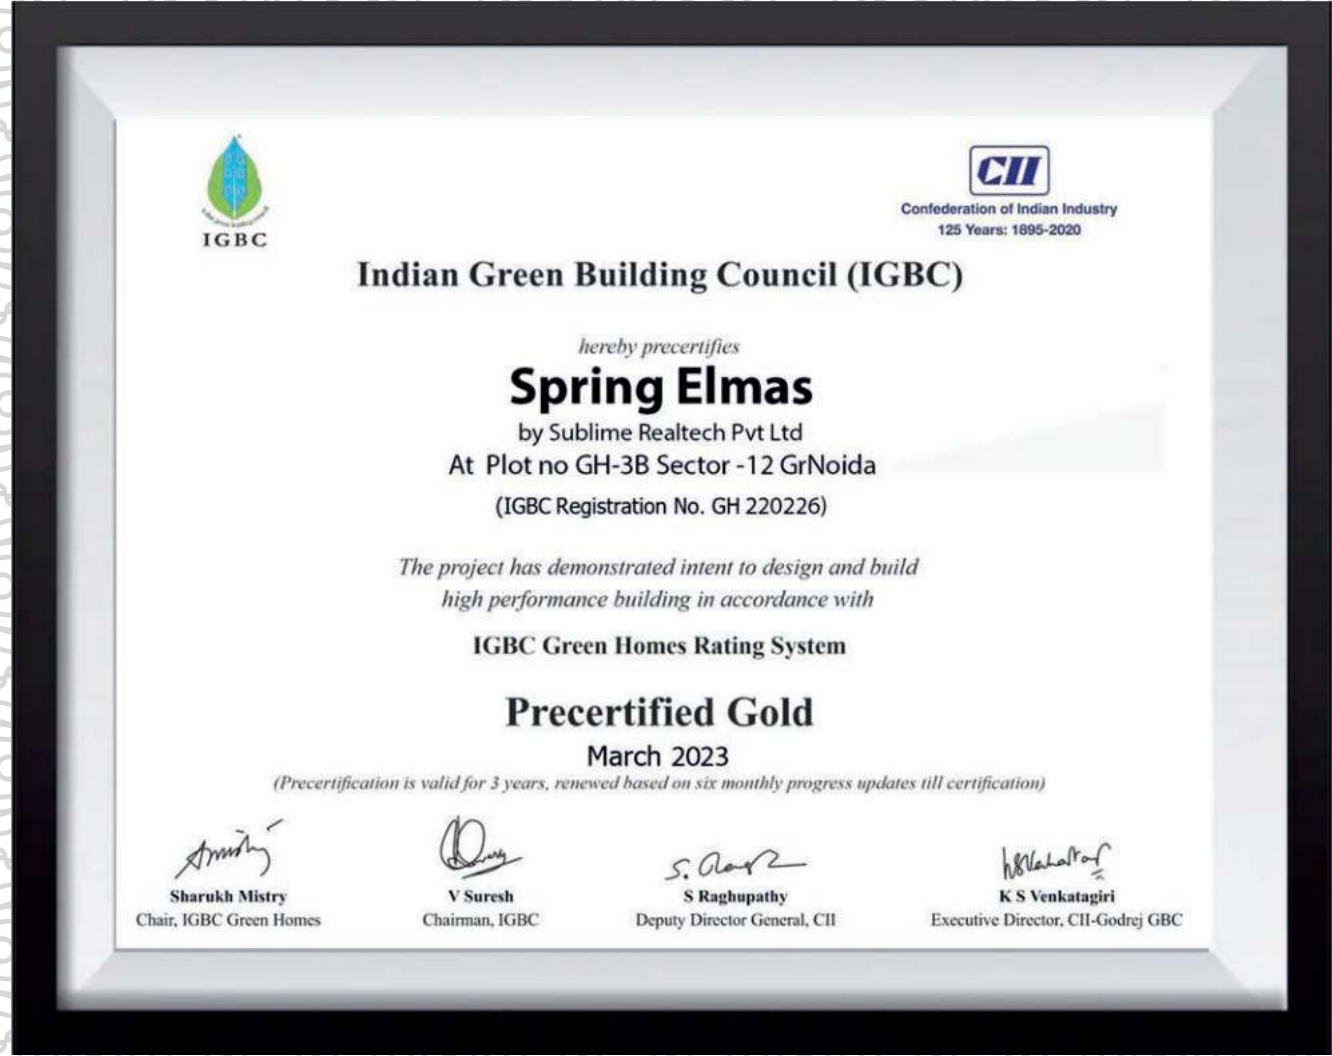 IGBC
CII
Confederation of Indian Industry
125 Years: 1895-2020
Indian Green Building Council (IGBC)
hereby precertifies
Spring Elmas
by Sublime Realtech Pvt Ltd
At Plot no GH-3B Sector -12 GrNoida
(IGBC Registration No. GH 220226)
The project has demonstrated intent to design and build
high performance building in accordance with
IGBC Green Homes Rating System
Precertified Gold
March 2023
(Precertification is valid for 3 years, renewed based on six monthly progress updates till certification)
Sharukh Mistry
Chair, IGBC Green Homes
V Suresh
Chairman, IGBC
S Raghupathy
Deputy Director General, CII
K S Venkatagiri
Executive Director, CII-Godrej GBC